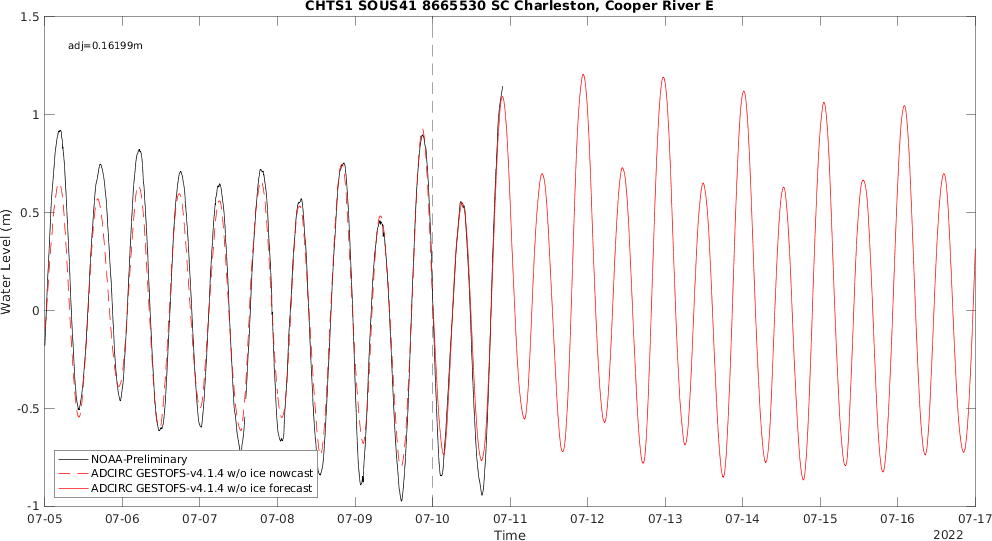 CHTS1 SOUS41 8665530 SC Charleston, Cooper River E
adj=0.16199m
1.5
1
0.5
0
-0.5
-1
Water Level (m)
NOAA-Preliminary
ADCIRC GESTOFS-v4.1.4 w/o ice nowcast
ADCIRC GESTOFS-v4.1.4 w/o ice forecast
07-05 07-06 07-07 07-08 07-09 07-10 07-11 07-12 07-13 07-14 07-15 07-16 07-17
Time
2022